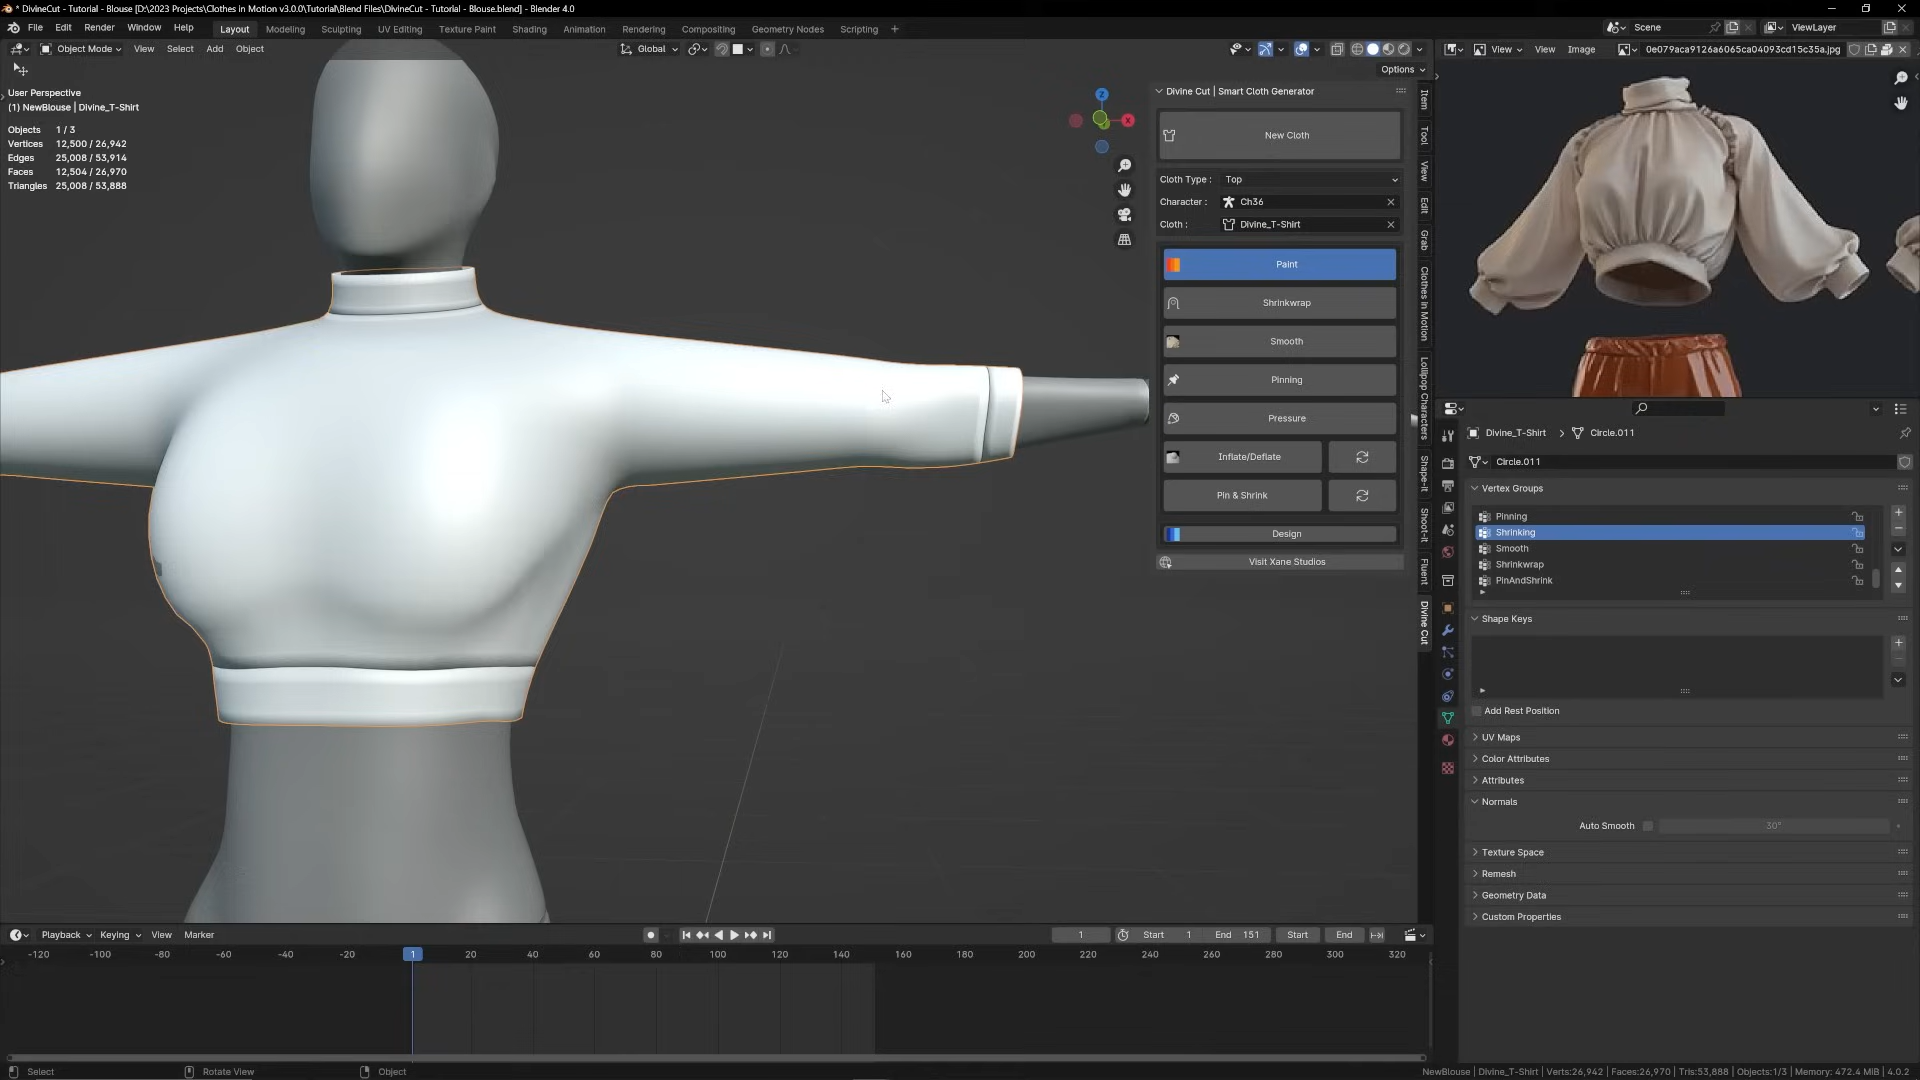 * DivineCut - Tutorial - Blouse [D:\2023 Projects\Clothes in Motion v3.0.0\Tutorial\Blend Files\DivineCut - Tutorial - Blouse.blend] - Blender 4.0
File Edit Render Window Help Layout Modeling Sculpting UV Editing Texture Paint Shading Animation Rendering Compositing Geometry Nodes Scripting + Scene ViewLayer
Object Mode View Select Add Object Global View View Image 0e079aca9126a6065ca04093cd15c35a.jpg
Options
User Perspective
(1) NewBlouse | Divine_T-Shirt
Objects 1 / 3
Vertices 12,500 / 26,942
Edges 25,008 / 53,914
Faces 12,504 / 26,970
Triangles 25,008 / 53,888
Z
X
Divine Cut | Smart Cloth Generator
New Cloth
Cloth Type : Top
Character : Ch36
Cloth : Divine_T-Shirt
Paint
Shrinkwrap
Smooth
Pinning
Pressure
Inflate/Deflate
Pin & Shrink
Design
Visit Xane Studios
Item
Tool
View
Edit
Grab
Clothes in Motion
Lollipop Characters
Shape-it
Shoot-it
Fluent
Divine Cut
Divine_T-Shirt > Circle.011
Circle.011
Vertex Groups
Pinning
Shrinking
Smooth
Shrinkwrap
PinAndShrink
Shape Keys
Add Rest Position
UV Maps
Color Attributes
Attributes
Normals
Auto Smooth 30°
Texture Space
Remesh
Geometry Data
Custom Properties
Playback Keying View Marker 1 Start 1 End 151 Start End
-120 -100 -80 -60 -40 -20 1 20 40 60 80 100 120 140 160 180 200 220 240 260 280 300 320
Select Rotate View Object NewBlouse | Divine_T-Shirt | Verts:26,942 | Faces:26,970 | Tris:53,888 | Objects:1/3 | Memory: 472.4 MiB | 4.0.2